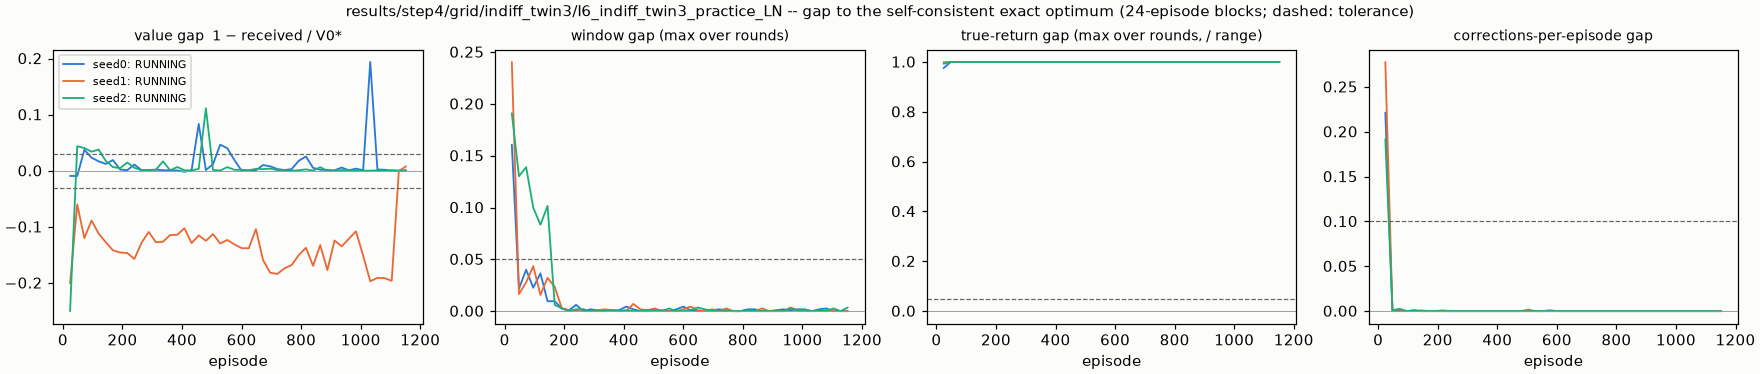 results/step4/grid/indiff_twin3/l6_indiff_twin3_practice_LN -- gap to the self-consistent exact optimum (24-episode blocks; dashed: tolerance)
value gap 1 − received / V0*
window gap (max over rounds)
true-return gap (max over rounds, / range)
corrections-per-episode gap
seed0: RUNNING
seed1: RUNNING
seed2: RUNNING
0.2
0.1
0.0
−0.1
−0.2
0 200 400 600 800 1000 1200
episode
0.25
0.20
0.15
0.10
0.05
0.00
0 200 400 600 800 1000 1200
episode
1.0
0.8
0.6
0.4
0.2
0.0
0 200 400 600 800 1000 1200
episode
0.25
0.20
0.15
0.10
0.05
0.00
0 200 400 600 800 1000 1200
episode